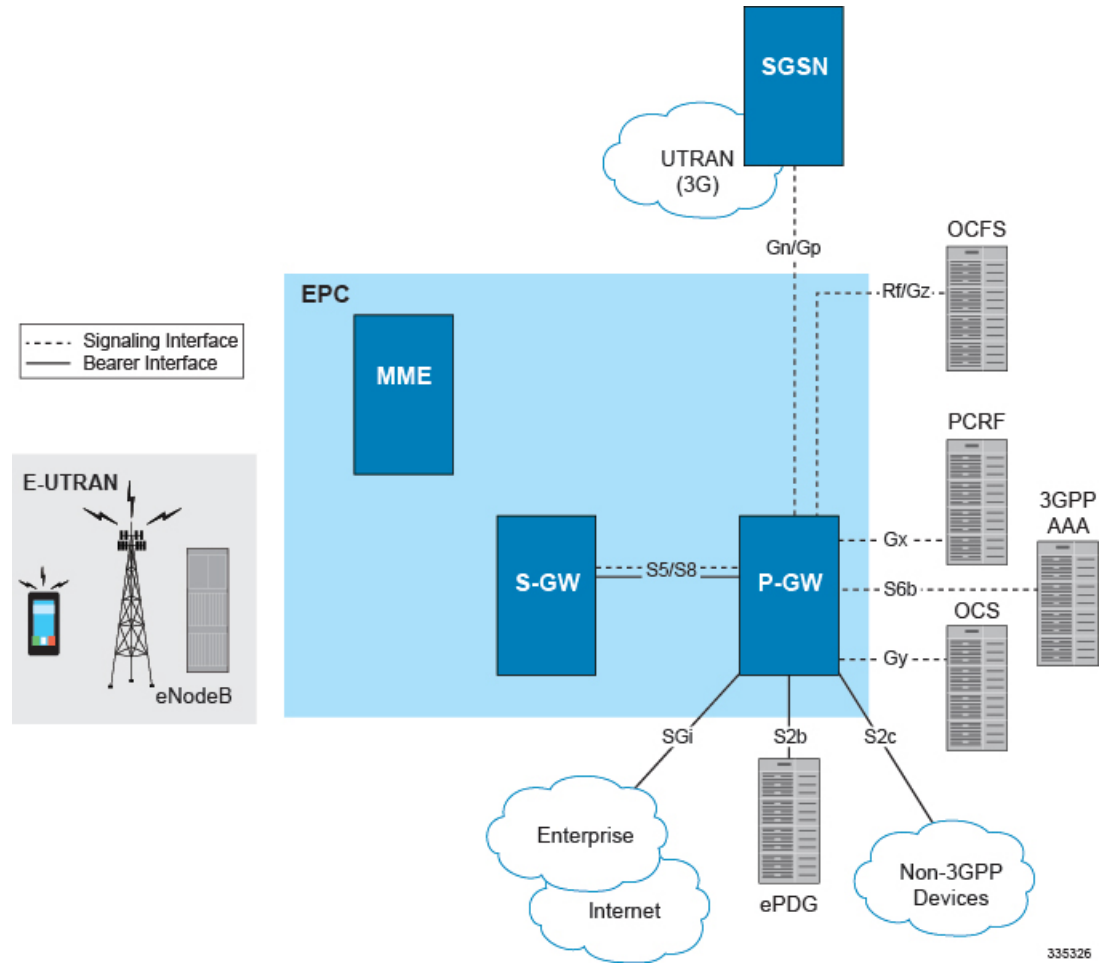 SGSN
UTRAN
(3G)
Gn/Gp
OCFS
Rf/Gz
EPC
Signaling Interface
Bearer Interface
MME
PCRF
E-UTRAN
3GPP
AAA
Gx
S5/S8
S-GW
P-GW
S6b
OCS
Gy
eNodeB
SGi
S2b
S2c
Enterprise
Internet
ePDG
Non-3GPP
Devices
335326